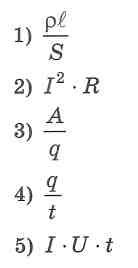 1) ρℓ/S
2) I² · R
3) A/q
4) q/t
5) I · U · t